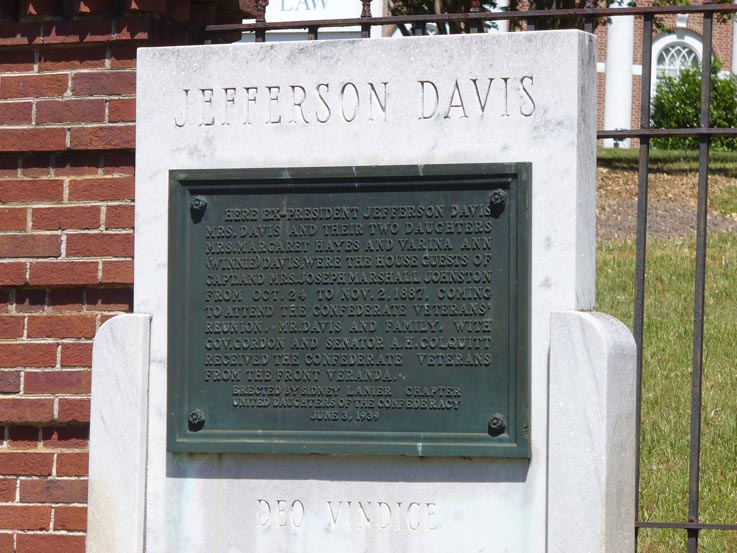 LAW
JEFFERSON DAVIS
HERE EX-PRESIDENT JEFFERSON DAVIS
MRS. DAVIS AND THEIR TWO DAUGHTERS
MRS. MARGARET HAYES AND VARINA ANN
(WINNIE) DAVIS, WERE THE HOUSE GUESTS OF
CAPT. AND MRS. JOSEPH MARSHALL JOHNSTON
FROM OCT. 24 TO NOV. 2, 1887, COMING
TO ATTEND THE CONFEDERATE VETERANS'
REUNION. MR. DAVIS AND FAMILY, WITH
GOV. GORDON AND SENATOR A.H. COLQUITT
RECEIVED THE CONFEDERATE VETERANS
FROM THE FRONT VERANDA.
ERECTED BY SIDNEY LANIER CHAPTER
UNITED DAUGHTERS OF THE CONFEDERACY
JUNE 3, 1939
DEO VINDICE